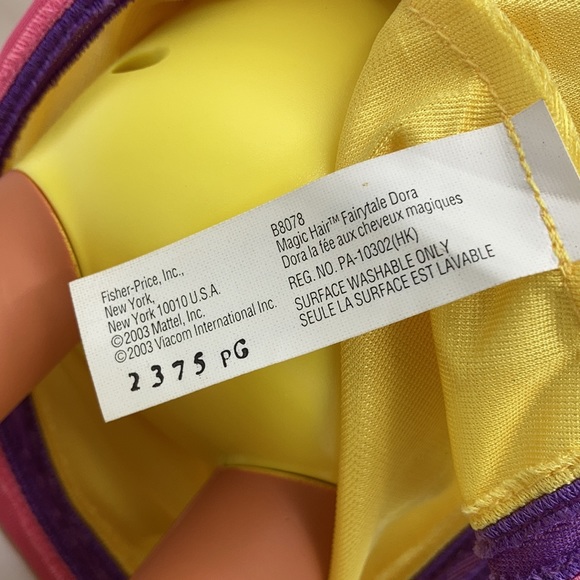 Fisher-Price, Inc.,
New York,
New York 10010 U.S.A.
©2003 Mattel, Inc.
©2003 Viacom International Inc.
2375 PG
B8078
Magic Hair™ Fairytale Dora
Dora la fée aux cheveux magiques
REG. NO. PA-10302(HK)
SURFACE WASHABLE ONLY
SEULE LA SURFACE EST LAVABLE